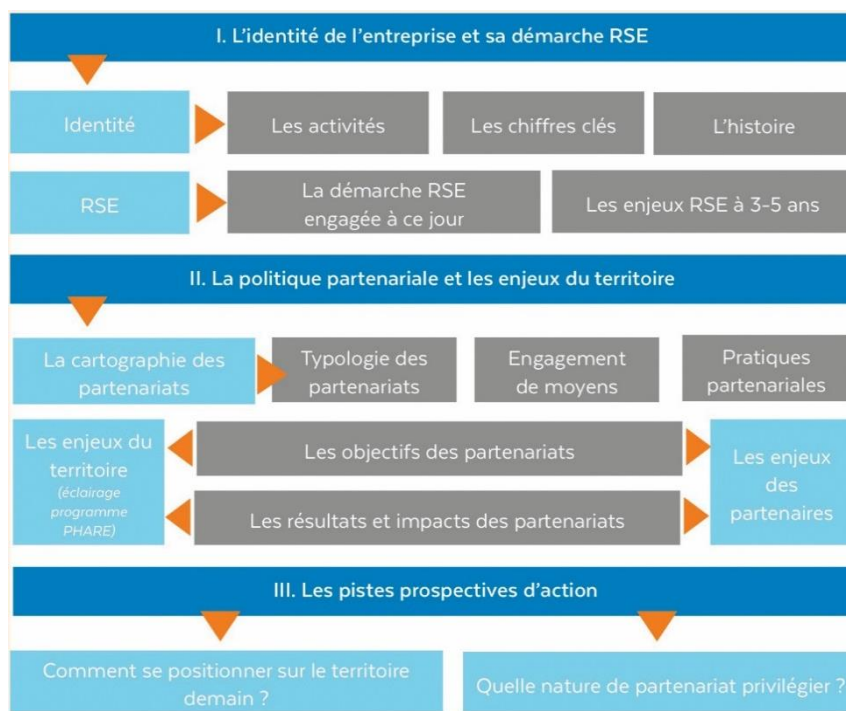 I. L'identité de l'entreprise et sa démarche RSE
Identité
Les activités
Les chiffres clés
L'histoire
RSE
La démarche RSE
engagée à ce jour
Les enjeux RSE à 3-5 ans
II. La politique partenariale et les enjeux du territoire
La cartographie des
partenariats
Typologie des
partenariats
Engagement
de moyens
Pratiques
partenariales
Les enjeux du
territoire
(éclairage
programme
PHARE)
Les objectifs des partenariats
Les résultats et impacts des partenariats
Les enjeux
des
partenaires
III. Les pistes prospectives d'action
Comment se positionner sur le territoire
demain ?
Quelle nature de partenariat privilégier ?